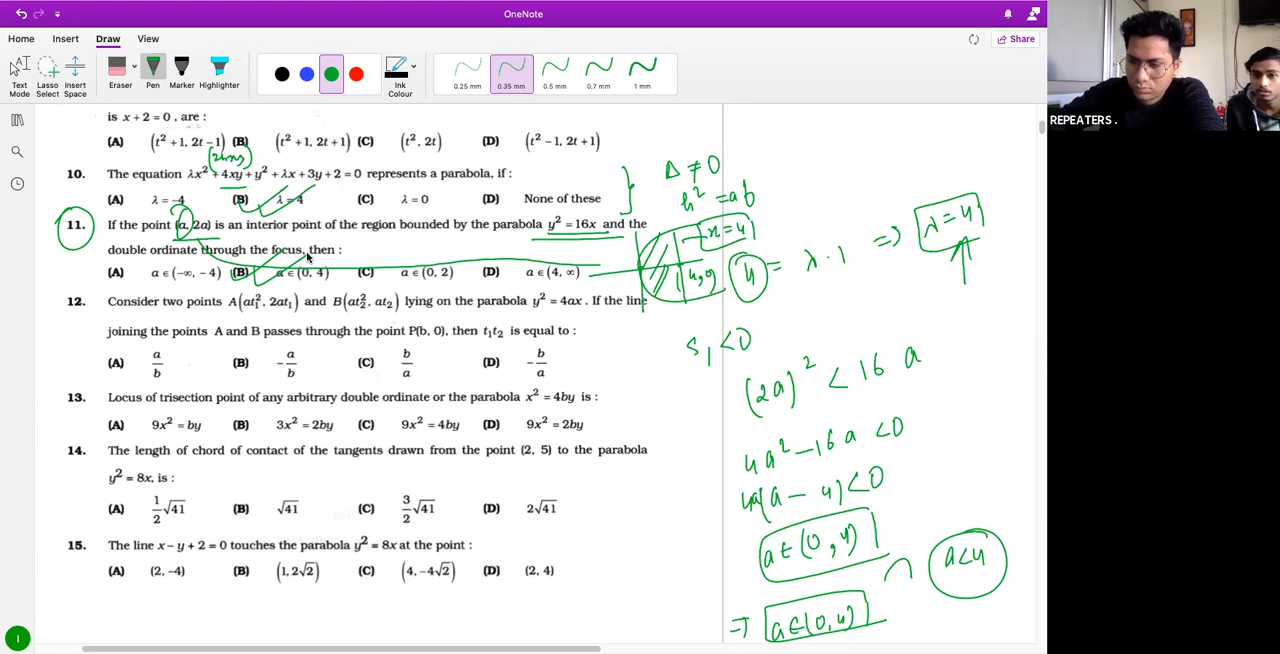 OneNote
Home Insert Draw View
Share
Text Mode
Lasso Select
Insert Space
Eraser
Pen
Marker
Highlighter
Ink Colour
0.25 mm 0.35 mm 0.5 mm 0.7 mm 1 mm
REPEATERS .
is x + 2 = 0 , are :
(A) (t² + 1, 2t − 1) (B) (t² + 1, 2t + 1) (C) (t², 2t) (D) (t² − 1, 2t + 1)
10. The equation λx² + 4xy + y² + λx + 3y + 2 = 0 represents a parabola, if :
(A) λ = −4 (B) λ = 4 (C) λ = 0 (D) None of these
11. If the point (a, 2a) is an interior point of the region bounded by the parabola y² = 16x and the
double ordinate through the focus, then :
(A) a ∈ (−∞, −4) (B) a ∈ (0, 4) (C) a ∈ (0, 2) (D) a ∈ (4, ∞)
12. Consider two points A(at₁², 2at₁) and B(at₂², at₂) lying on the parabola y² = 4ax. If the line
joining the points A and B passes through the point P(b, 0), then t₁t₂ is equal to :
(A) a/b (B) −a/b (C) b/a (D) −b/a
13. Locus of trisection point of any arbitrary double ordinate or the parabola x² = 4by is :
(A) 9x² = by (B) 3x² = 2by (C) 9x² = 4by (D) 9x² = 2by
14. The length of chord of contact of the tangents drawn from the point (2, 5) to the parabola
y² = 8x, is :
(A) 1/2 √41 (B) √41 (C) 3/2 √41 (D) 2√41
15. The line x − y + 2 = 0 touches the parabola y² = 8x at the point :
(A) (2, −4) (B) (1, 2√2) (C) (4, −4√2) (D) (2, 4)
Δ ≠ 0
h² = ab
x = 4
4 = λ · 1 ⇒ λ = 4
S₁ < 0
(2a)² < 16 a
4a² − 16a < 0
4a(a − 4) < 0
a ∈ (0, 4) ∩ a < 4
⇒ a ∈ (0, 4)
I